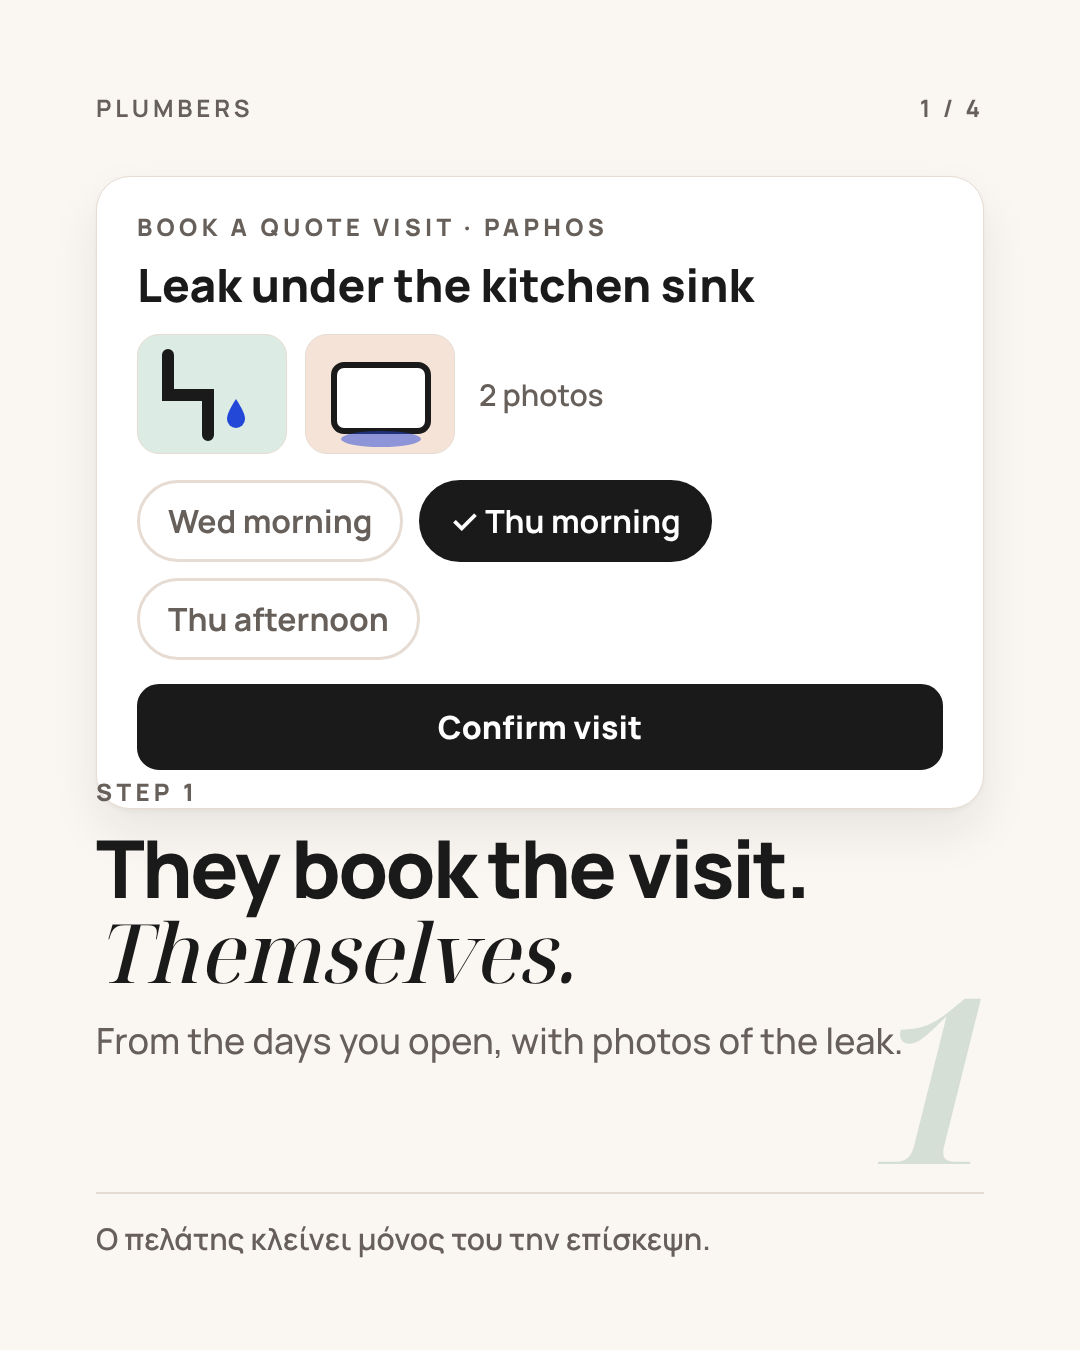 PLUMBERS
1 / 4
BOOK A QUOTE VISIT · PAPHOS
Leak under the kitchen sink
2 photos
Wed morning
✓ Thu morning
Thu afternoon
Confirm visit
STEP 1
They book the visit.
Themselves.
From the days you open, with photos of the leak.
1
Ο πελάτης κλείνει μόνος του την επίσκεψη.